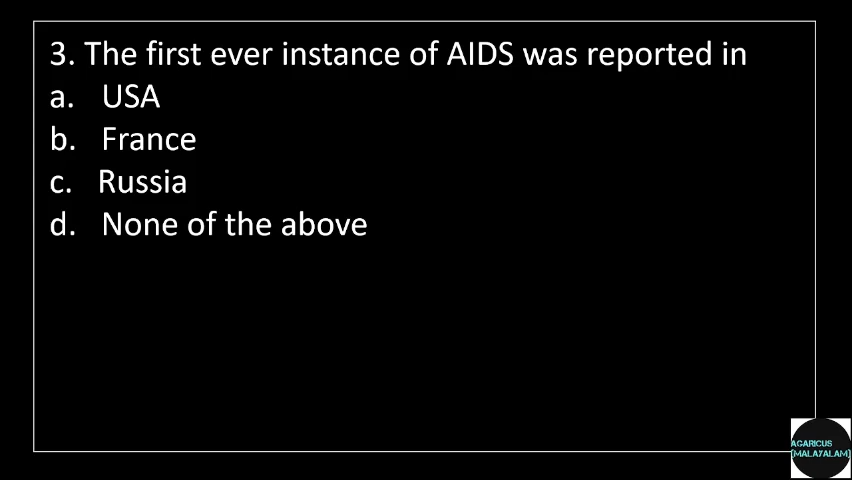 3. The first ever instance of AIDS was reported in
a. USA
b. France
c. Russia
d. None of the above
AGARICUS
[MALAYALAM]